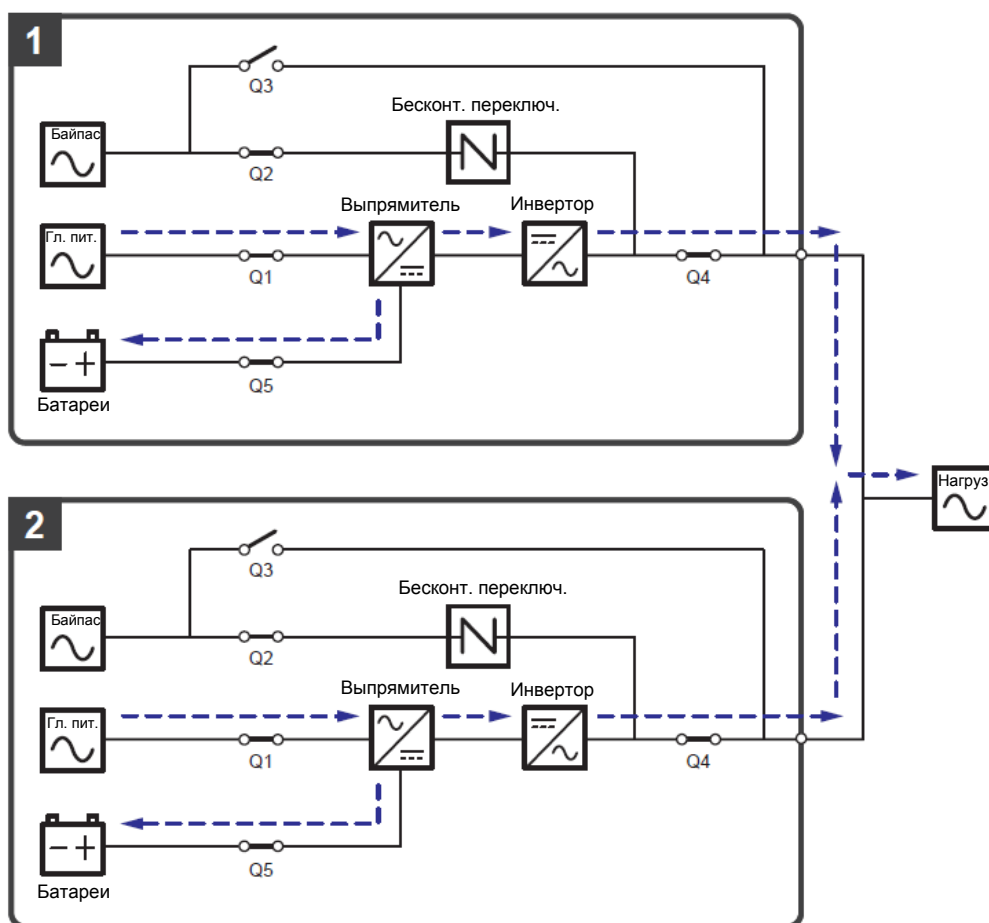 1
Q3
Бесконт. переключ.
Байпас
Q2
Выпрямитель
Инвертор
Гл. пит.
Q1
Q4
Q5
Батареи
Нагруз
2
Q3
Бесконт. переключ.
Байпас
Q2
Выпрямитель
Инвертор
Гл. пит.
Q1
Q4
Q5
Батареи